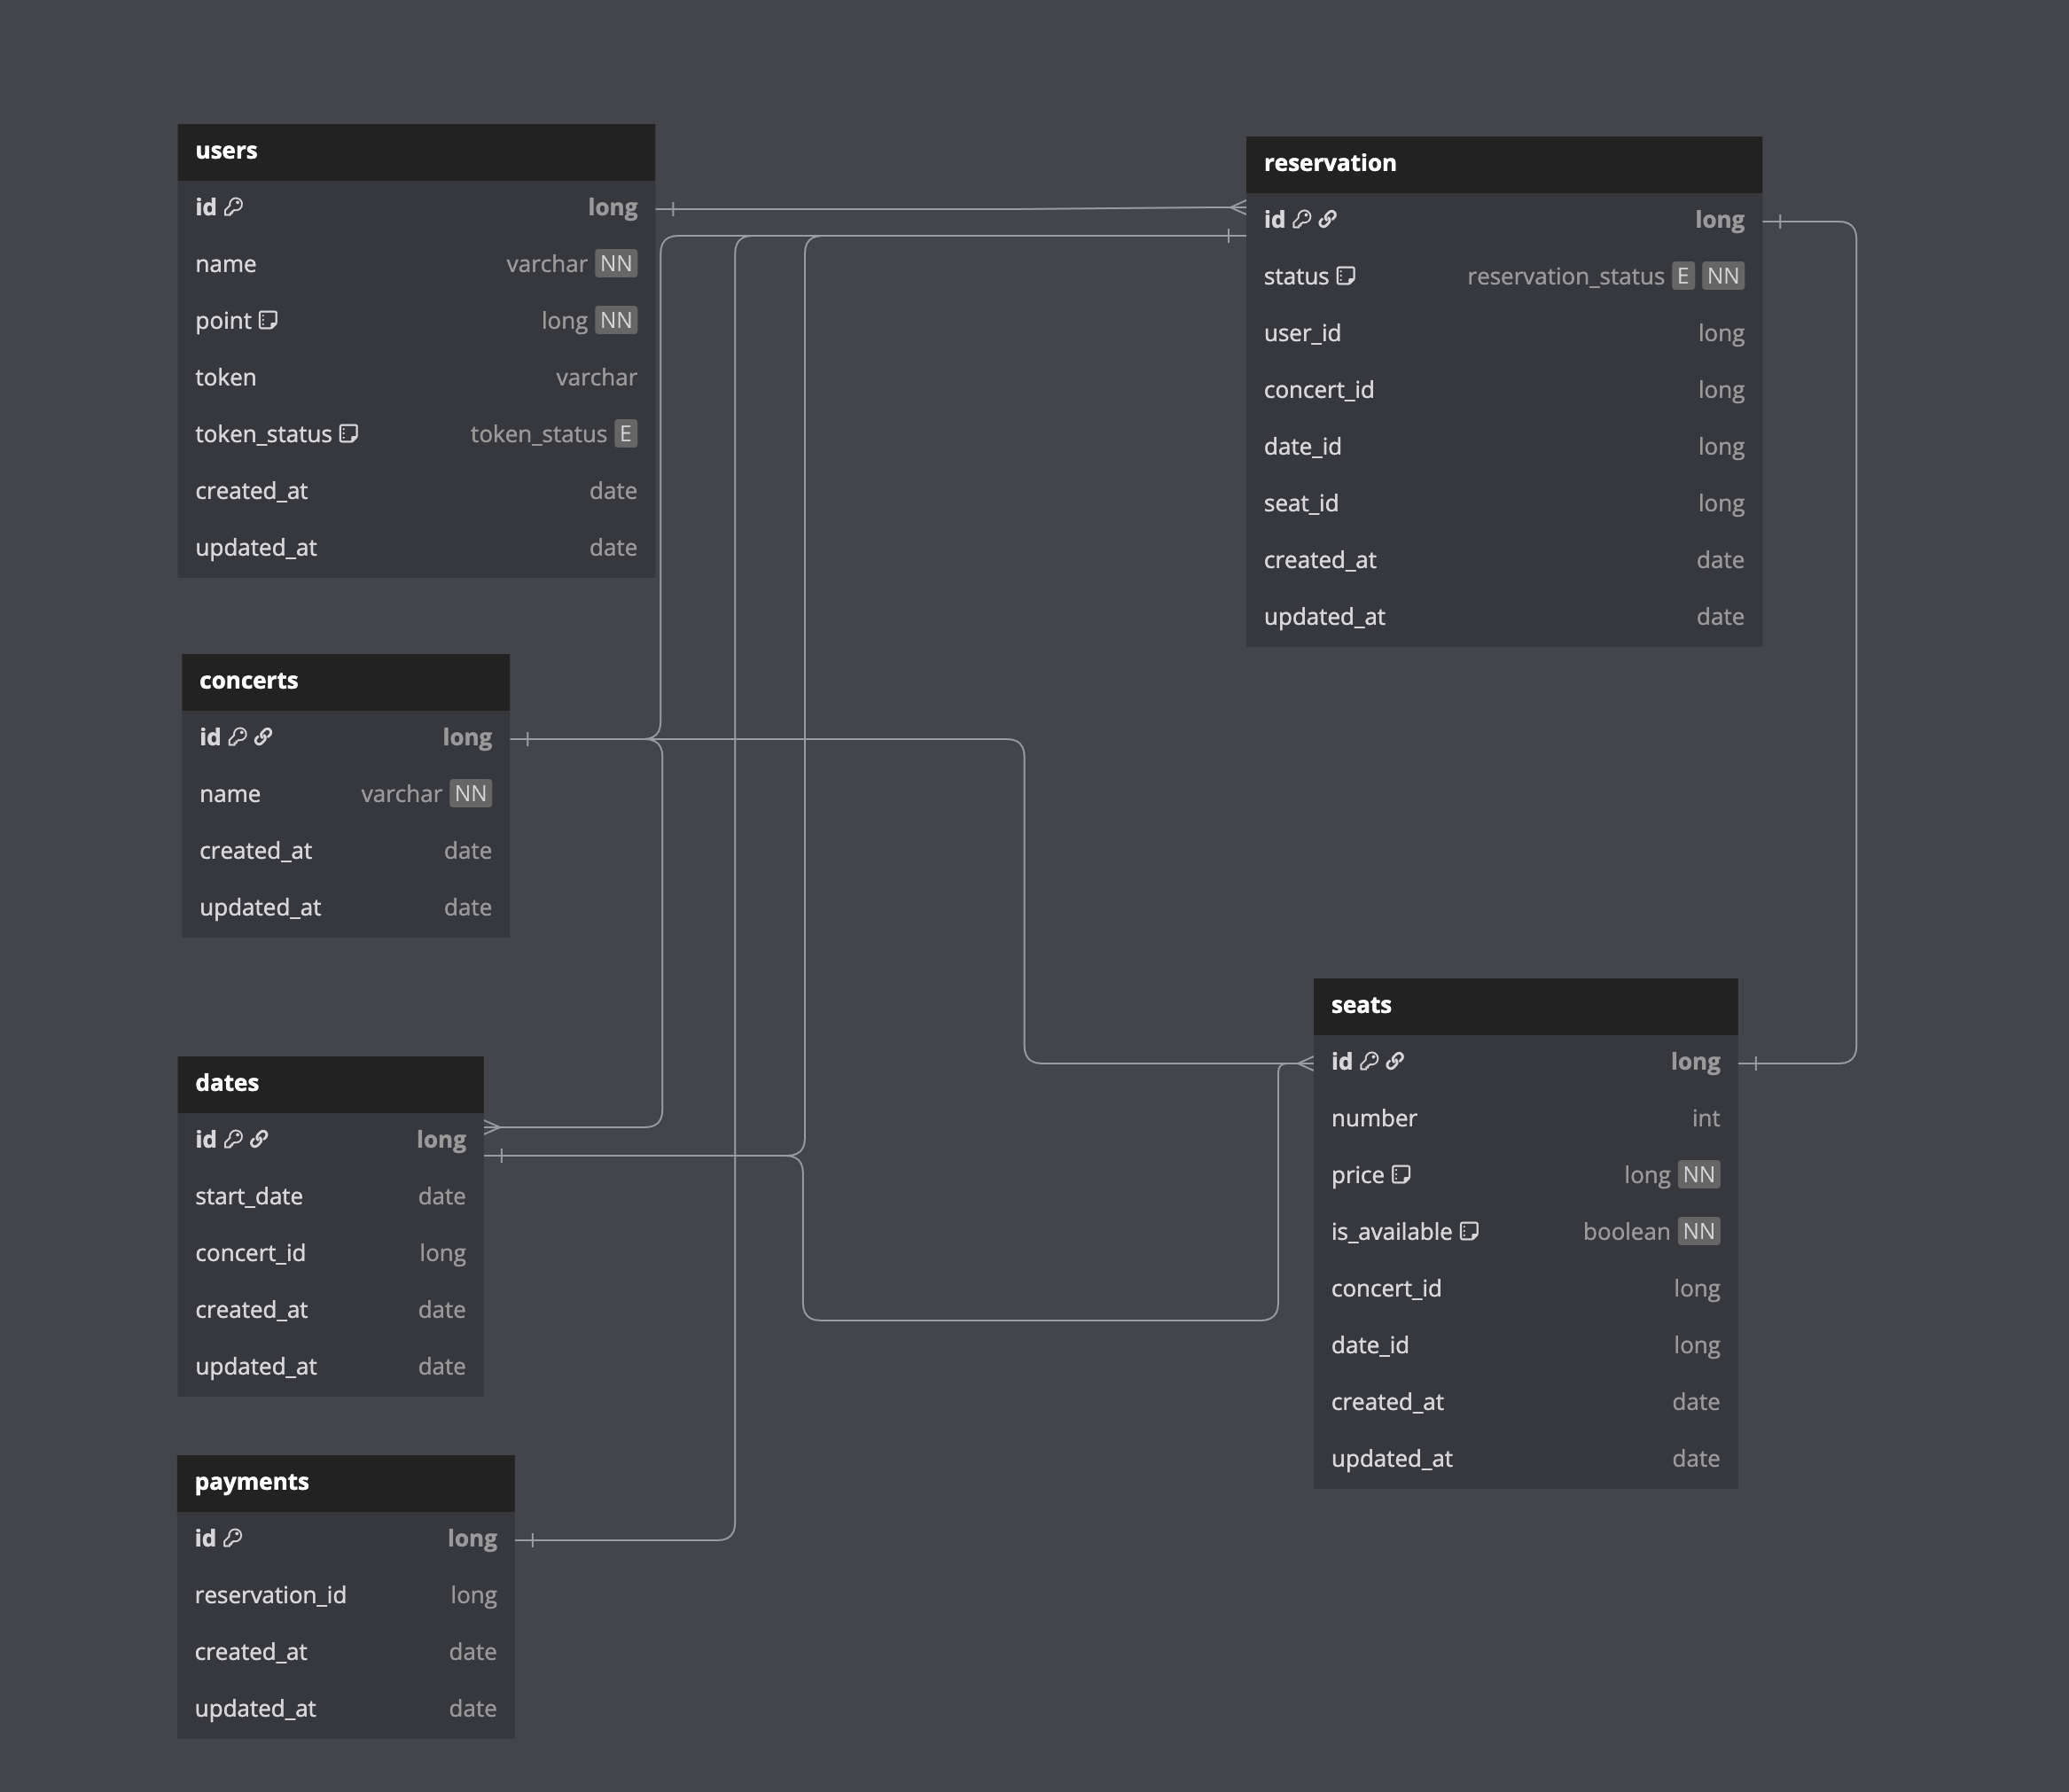 users
id long
name varchar NN
point long NN
token varchar
token_status token_status E
created_at date
updated_at date
reservation
id long
status reservation_status E NN
user_id long
concert_id long
date_id long
seat_id long
created_at date
updated_at date
concerts
id long
name varchar NN
created_at date
updated_at date
dates
id long
start_date date
concert_id long
created_at date
updated_at date
seats
id long
number int
price long NN
is_available boolean NN
concert_id long
date_id long
created_at date
updated_at date
payments
id long
reservation_id long
created_at date
updated_at date